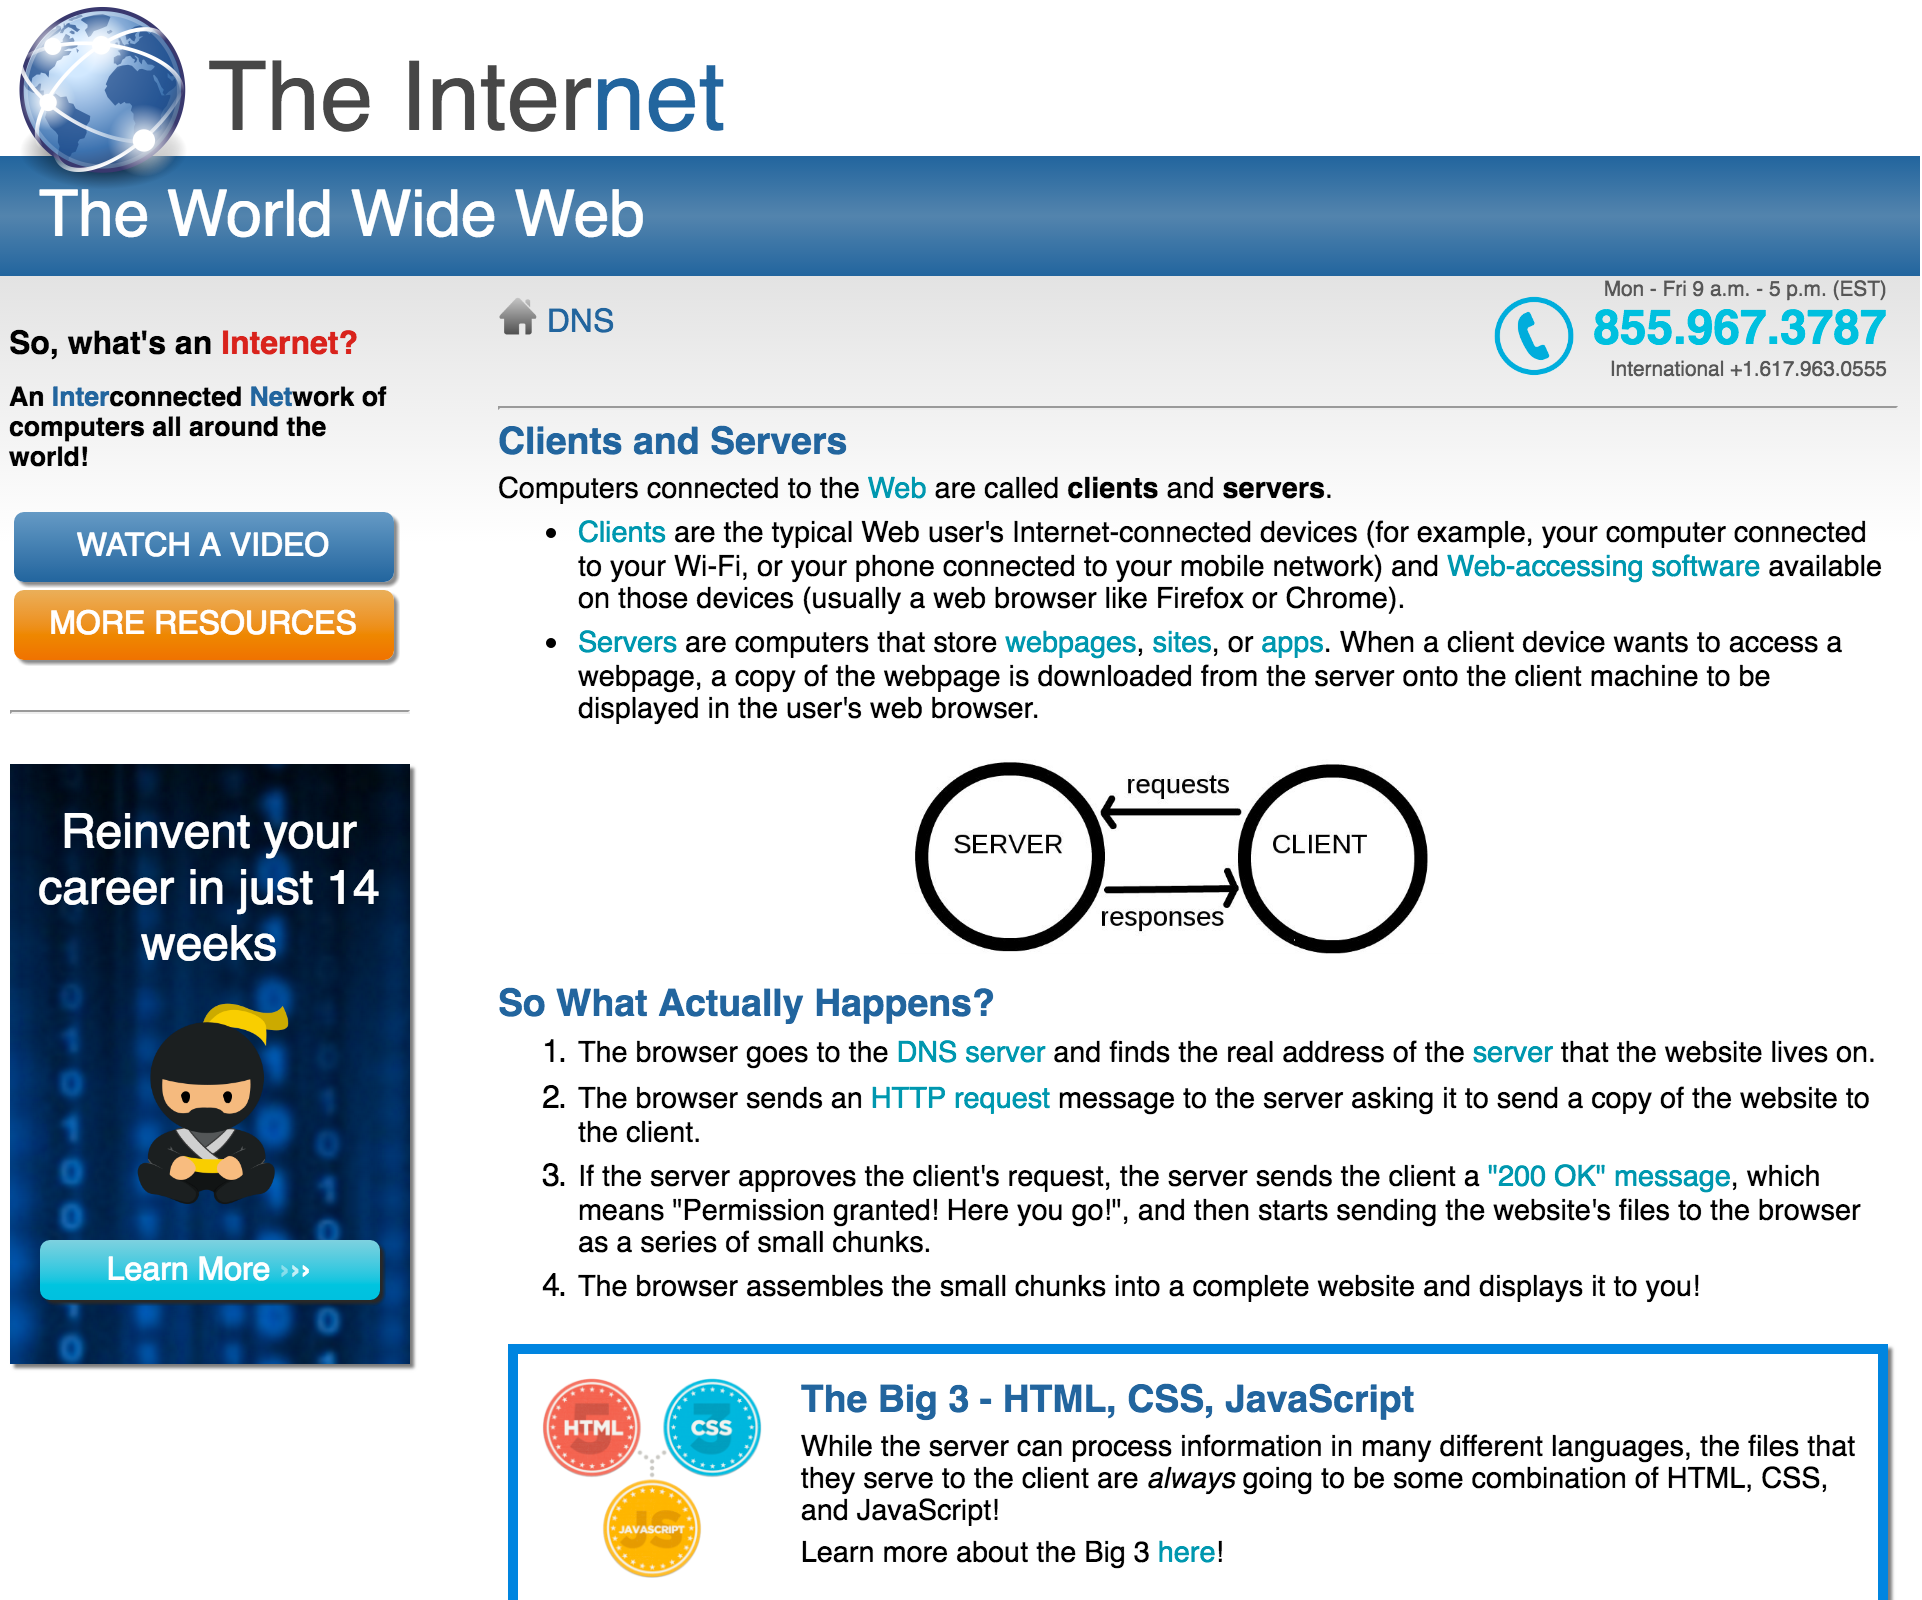 The Internet
The World Wide Web
So, what's an Internet?
An Interconnected Network of
computers all around the
world!
WATCH A VIDEO
MORE RESOURCES
Reinvent your
career in just 14
weeks
Learn More ›››
DNS
Mon - Fri 9 a.m. - 5 p.m. (EST)
855.967.3787
International +1.617.963.0555
Clients and Servers
Computers connected to the Web are called clients and servers.
• Clients are the typical Web user's Internet-connected devices (for example, your computer connected
to your Wi-Fi, or your phone connected to your mobile network) and Web-accessing software available
on those devices (usually a web browser like Firefox or Chrome).
• Servers are computers that store webpages, sites, or apps. When a client device wants to access a
webpage, a copy of the webpage is downloaded from the server onto the client machine to be
displayed in the user's web browser.
requests
SERVER
CLIENT
responses
So What Actually Happens?
1. The browser goes to the DNS server and finds the real address of the server that the website lives on.
2. The browser sends an HTTP request message to the server asking it to send a copy of the website to
the client.
3. If the server approves the client's request, the server sends the client a "200 OK" message, which
means "Permission granted! Here you go!", and then starts sending the website's files to the browser
as a series of small chunks.
4. The browser assembles the small chunks into a complete website and displays it to you!
HTML
CSS
JAVASCRIPT
The Big 3 - HTML, CSS, JavaScript
While the server can process information in many different languages, the files that
they serve to the client are always going to be some combination of HTML, CSS,
and JavaScript!
Learn more about the Big 3 here!